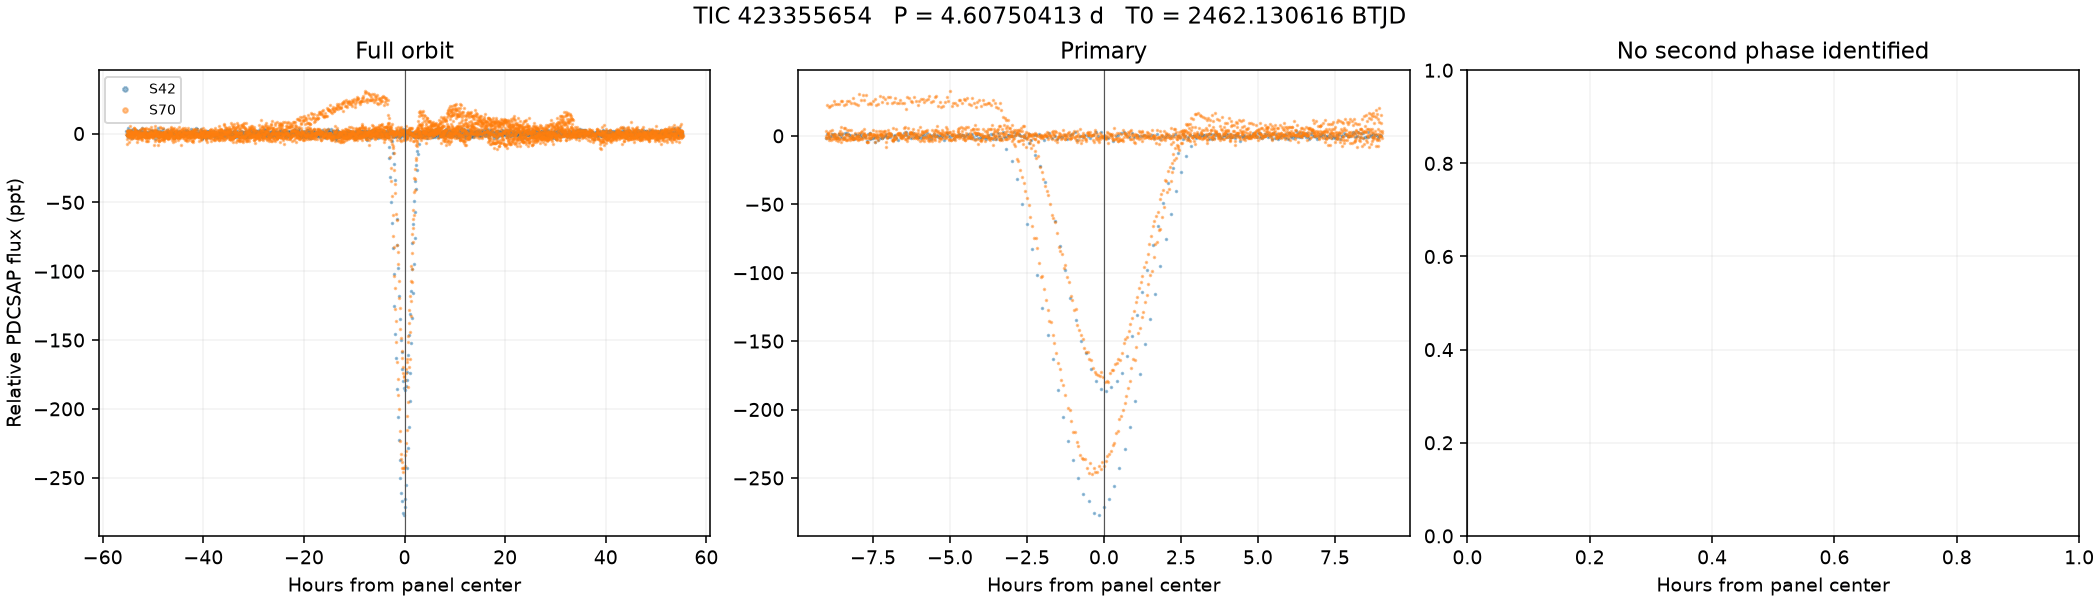 TIC 423355654   P = 4.60750413 d   T0 = 2462.130616 BTJD
Full orbit
Primary
No second phase identified
S42
S70
Relative PDCSAP flux (ppt)
0
−50
−100
−150
−200
−250
−60 −40 −20 0 20 40 60
Hours from panel center
0
−50
−100
−150
−200
−250
−7.5 −5.0 −2.5 0.0 2.5 5.0 7.5
Hours from panel center
1.0
0.8
0.6
0.4
0.2
0.0
0.0 0.2 0.4 0.6 0.8 1.0
Hours from panel center